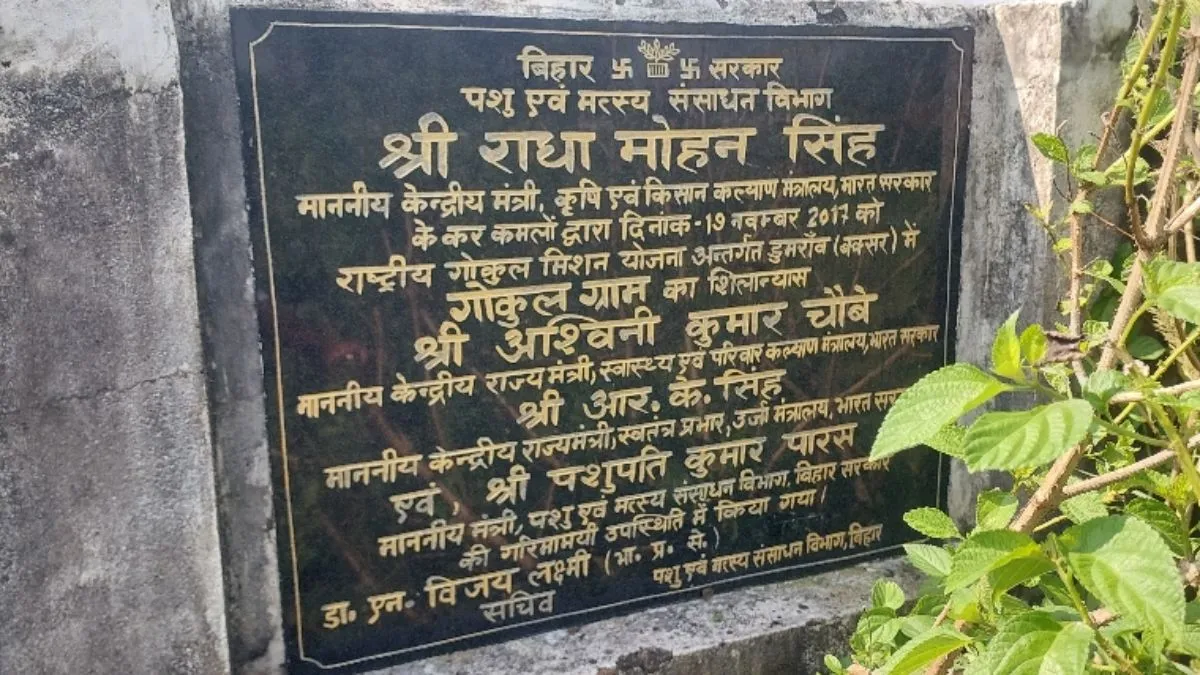 बिहार 卐 卐 सरकार
पशु एवं मत्स्य संसाधन विभाग
श्री राधा मोहन सिंह
माननीय केन्द्रीय मंत्री, कृषि एवं किसान कल्याण मंत्रालय, भारत सरकार
के कर कमलों द्वारा दिनांक - 19 नवम्बर 2017 को
राष्ट्रीय गोकुल मिशन योजना अन्तर्गत डुमराँव (बक्सर) में
गोकुल ग्राम का शिलान्यास
श्री अश्विनी कुमार चौबे
माननीय केन्द्रीय राज्य मंत्री, स्वास्थ्य एवं परिवार कल्याण मंत्रालय, भारत सरकार
श्री आर. के. सिंह
माननीय केन्द्रीय राज्यमंत्री, स्वतंत्र प्रभार, उर्जा मंत्रालय, भारत
एवं, श्री पशुपति कुमार पारस
माननीय मंत्री, पशु एवं मत्स्य संसाधन विभाग, बिहार सरकार
की गरिमामयी उपस्थिति में किया गया।
डा. एन. विजय लक्ष्मी (भा. प्र. से.)
सचिव
पशु एवं मत्स्य संसाधन विभाग, बिहार